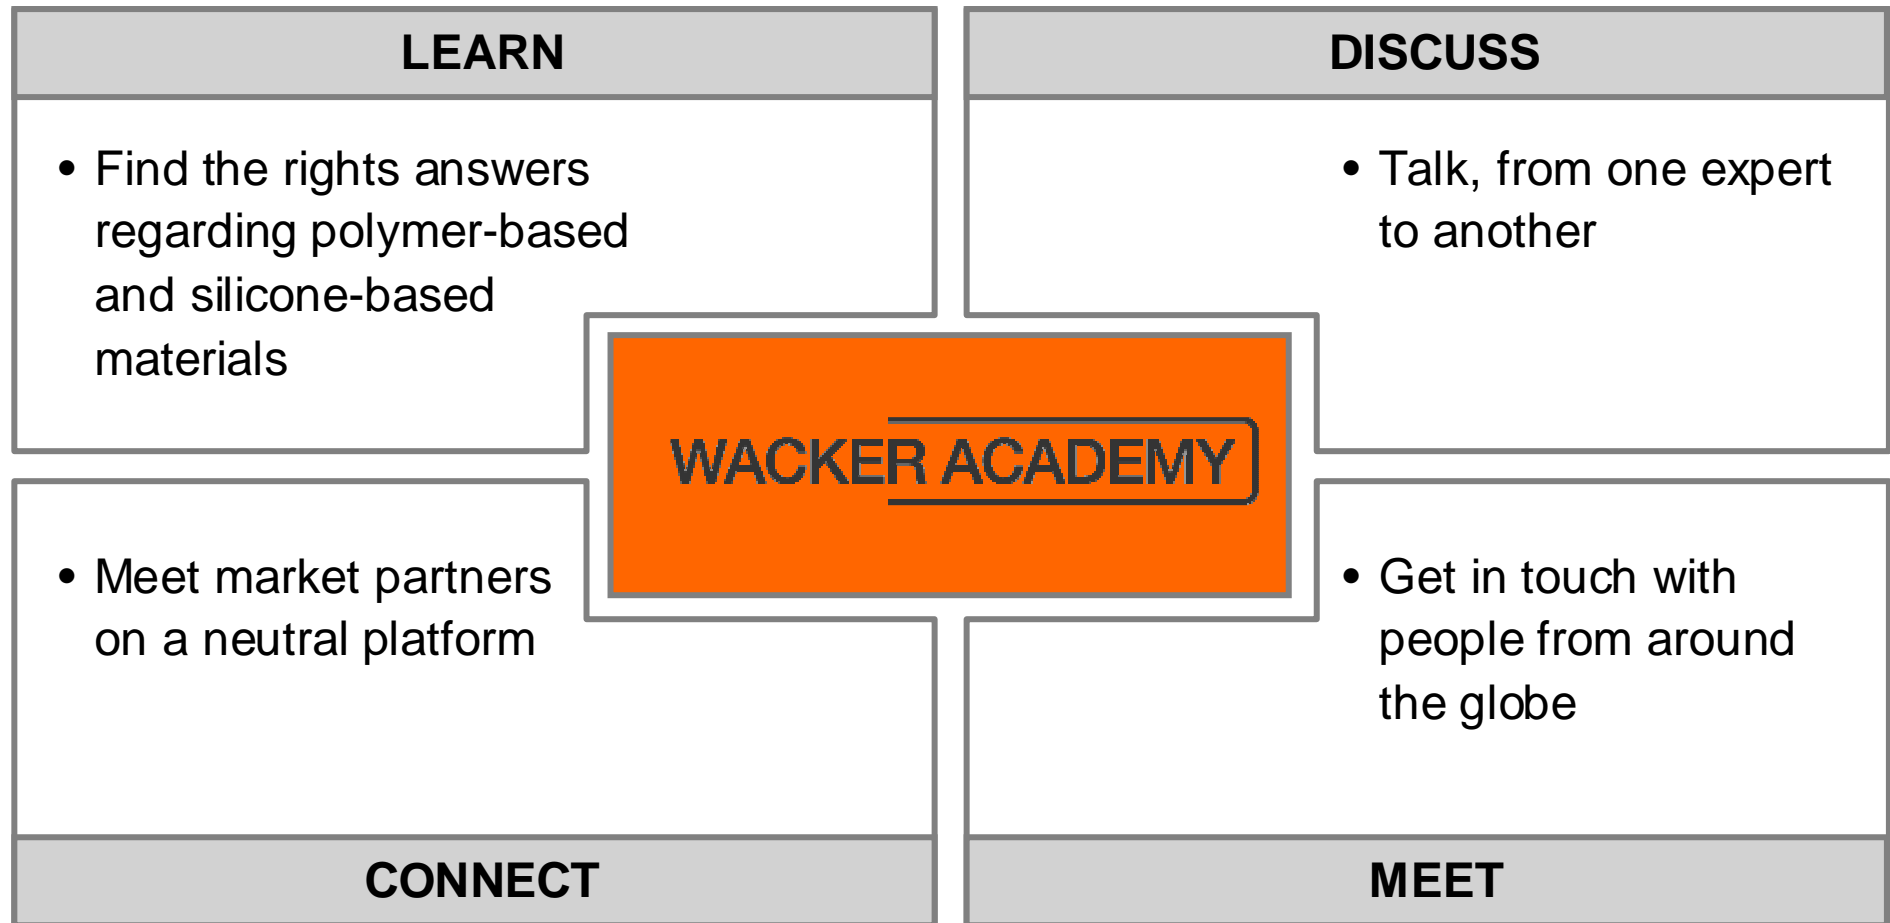 LEARN
• Find the rights answers
regarding polymer-based
and silicone-based
materials
DISCUSS
• Talk, from one expert
to another
WACKER ACADEMY
• Meet market partners
on a neutral platform
CONNECT
• Get in touch with
people from around
the globe
MEET